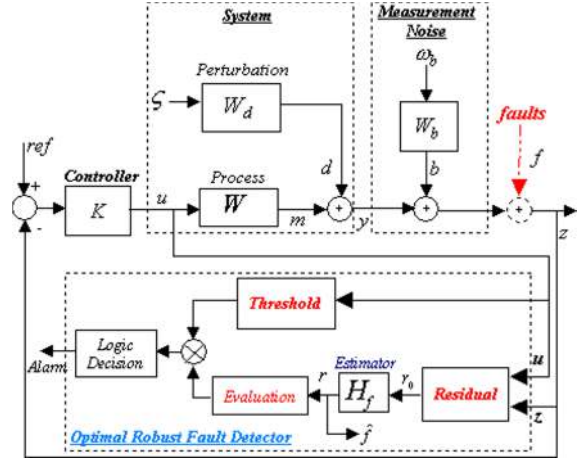 System
Measurement
Noise
Perturbation
ω_b
ς
W_d
W_b
faults
ref
Controller
d
b
f
+
Process
K
u
W
m
+
y
+
+
z
-
Threshold
Logic
Decision
Estimator
u
Alarm
Evaluation
r
H_f
r_0
Residual
z
f̂
Optimal Robust Fault Detector